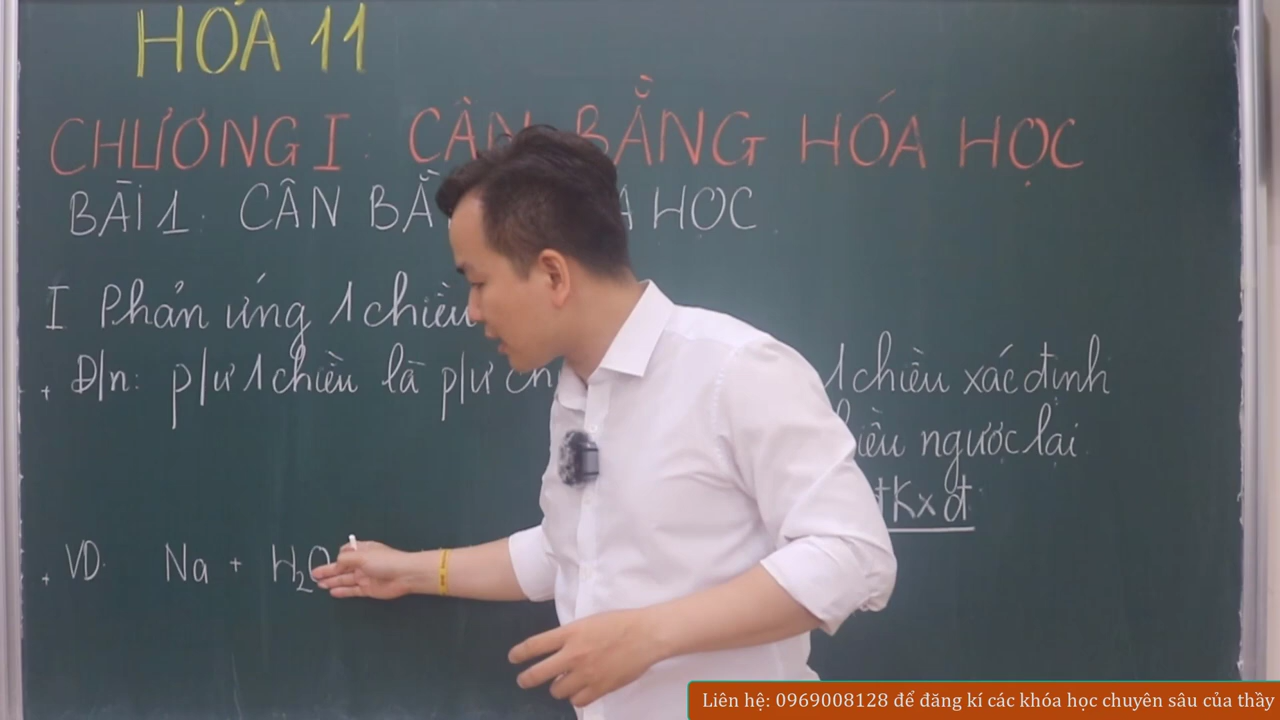 HÓA 11
CHƯƠNG I: CÂN BẰNG HÓA HỌC
BÀI 1: CÂN BẰ A HỌC
I Phản ứng 1 chiều
+ Đ/n: p/ư 1 chiều là p/ư ch 1 chiều xác định
hiều ngược lại
đKxđ
+ VD: Na + H2O
Liên hệ: 0969008128 để đăng kí các khóa học chuyên sâu của thầy